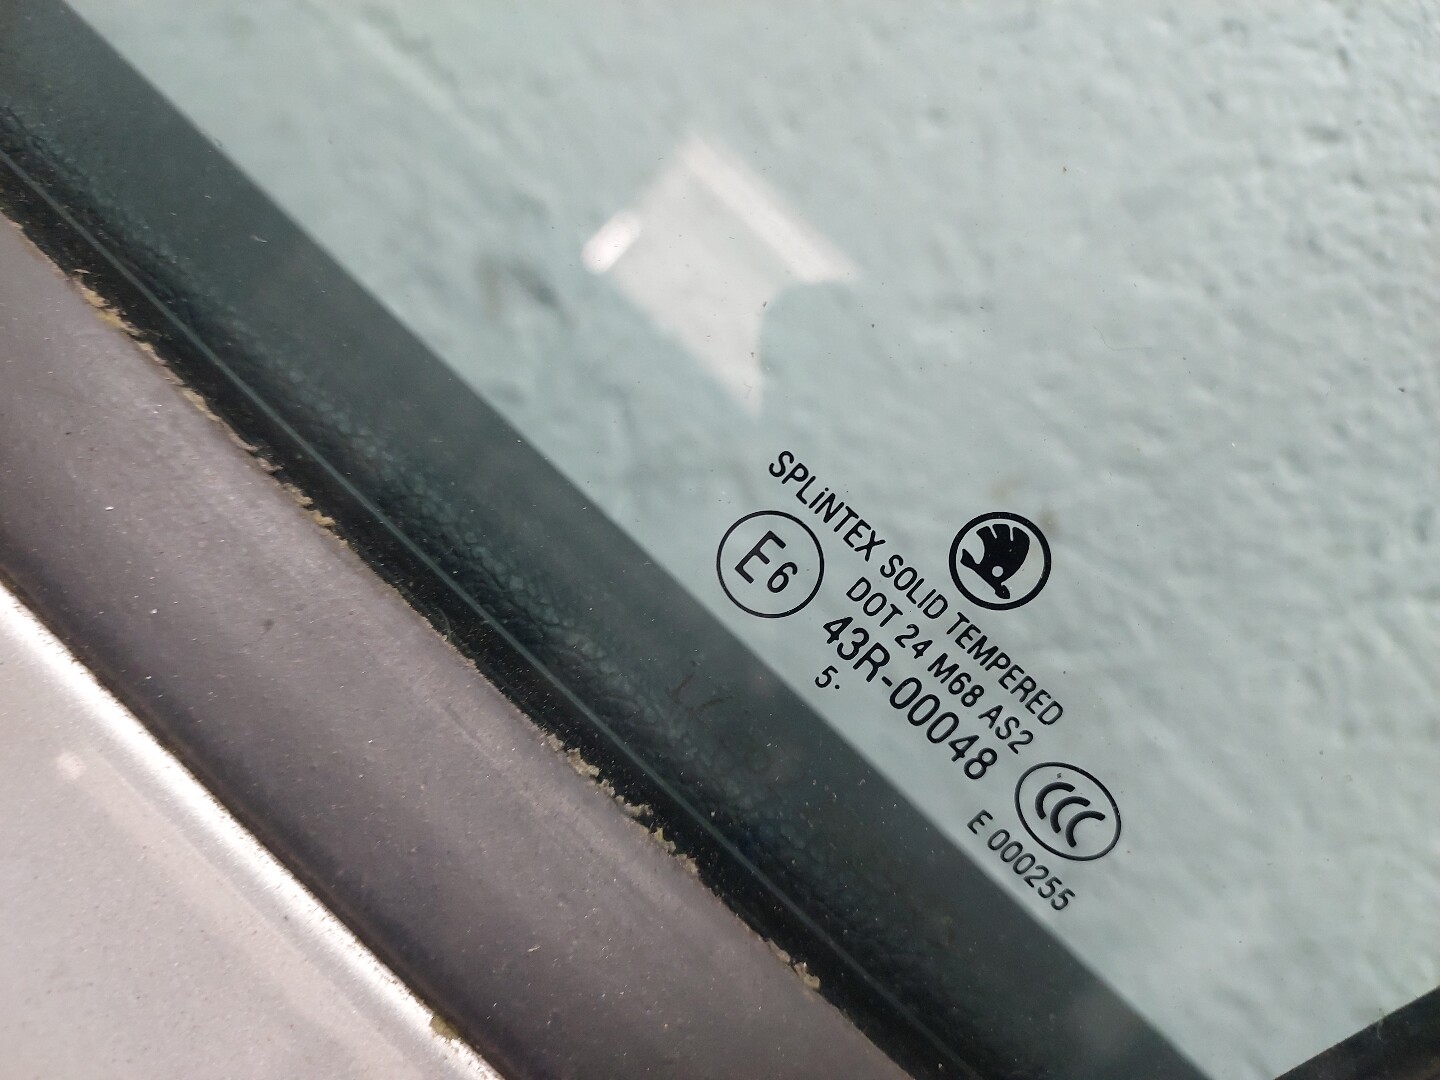 SPLiNTEX SOLID TEMPERED
E6
DOT 24 M68 AS2
43R-00048
5·
CCC
E 000255